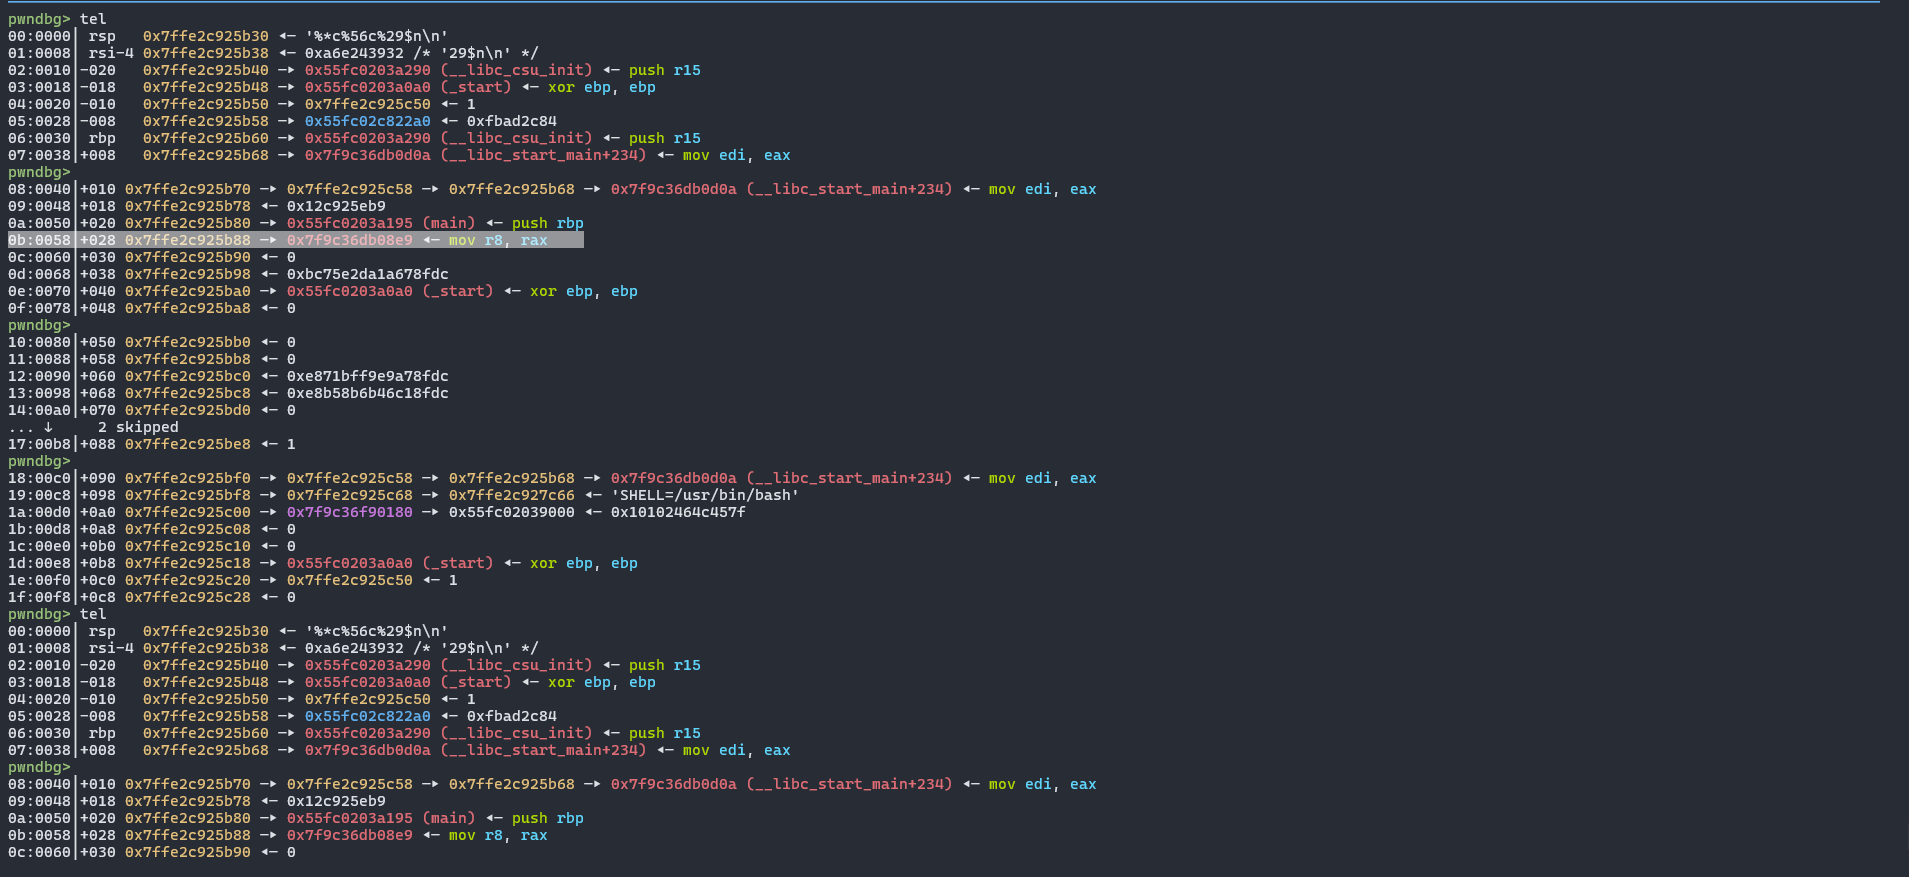 pwndbg> tel
00:0000│ rsp   0x7ffe2c925b30 ◂— '%*c%56c%29$n\n'
01:0008│ rsi-4 0x7ffe2c925b38 ◂— 0xa6e243932 /* '29$n\n' */
02:0010│-020   0x7ffe2c925b40 —▸ 0x55fc0203a290 (__libc_csu_init) ◂— push r15
03:0018│-018   0x7ffe2c925b48 —▸ 0x55fc0203a0a0 (_start) ◂— xor ebp, ebp
04:0020│-010   0x7ffe2c925b50 —▸ 0x7ffe2c925c50 ◂— 1
05:0028│-008   0x7ffe2c925b58 —▸ 0x55fc02c822a0 ◂— 0xfbad2c84
06:0030│ rbp   0x7ffe2c925b60 —▸ 0x55fc0203a290 (__libc_csu_init) ◂— push r15
07:0038│+008   0x7ffe2c925b68 —▸ 0x7f9c36db0d0a (__libc_start_main+234) ◂— mov edi, eax
pwndbg>
08:0040│+010 0x7ffe2c925b70 —▸ 0x7ffe2c925c58 —▸ 0x7ffe2c925b68 —▸ 0x7f9c36db0d0a (__libc_start_main+234) ◂— mov edi, eax
09:0048│+018 0x7ffe2c925b78 ◂— 0x12c925eb9
0a:0050│+020 0x7ffe2c925b80 —▸ 0x55fc0203a195 (main) ◂— push rbp
0b:0058│+028 0x7ffe2c925b88 —▸ 0x7f9c36db08e9 ◂— mov r8, rax
0c:0060│+030 0x7ffe2c925b90 ◂— 0
0d:0068│+038 0x7ffe2c925b98 ◂— 0xbc75e2da1a678fdc
0e:0070│+040 0x7ffe2c925ba0 —▸ 0x55fc0203a0a0 (_start) ◂— xor ebp, ebp
0f:0078│+048 0x7ffe2c925ba8 ◂— 0
pwndbg>
10:0080│+050 0x7ffe2c925bb0 ◂— 0
11:0088│+058 0x7ffe2c925bb8 ◂— 0
12:0090│+060 0x7ffe2c925bc0 ◂— 0xe871bff9e9a78fdc
13:0098│+068 0x7ffe2c925bc8 ◂— 0xe8b58b6b46c18fdc
14:00a0│+070 0x7ffe2c925bd0 ◂— 0
... ↓     2 skipped
17:00b8│+088 0x7ffe2c925be8 ◂— 1
pwndbg>
18:00c0│+090 0x7ffe2c925bf0 —▸ 0x7ffe2c925c58 —▸ 0x7ffe2c925b68 —▸ 0x7f9c36db0d0a (__libc_start_main+234) ◂— mov edi, eax
19:00c8│+098 0x7ffe2c925bf8 —▸ 0x7ffe2c925c68 —▸ 0x7ffe2c927c66 ◂— 'SHELL=/usr/bin/bash'
1a:00d0│+0a0 0x7ffe2c925c00 —▸ 0x7f9c36f90180 —▸ 0x55fc02039000 ◂— 0x10102464c457f
1b:00d8│+0a8 0x7ffe2c925c08 ◂— 0
1c:00e0│+0b0 0x7ffe2c925c10 ◂— 0
1d:00e8│+0b8 0x7ffe2c925c18 —▸ 0x55fc0203a0a0 (_start) ◂— xor ebp, ebp
1e:00f0│+0c0 0x7ffe2c925c20 —▸ 0x7ffe2c925c50 ◂— 1
1f:00f8│+0c8 0x7ffe2c925c28 ◂— 0
pwndbg> tel
00:0000│ rsp   0x7ffe2c925b30 ◂— '%*c%56c%29$n\n'
01:0008│ rsi-4 0x7ffe2c925b38 ◂— 0xa6e243932 /* '29$n\n' */
02:0010│-020   0x7ffe2c925b40 —▸ 0x55fc0203a290 (__libc_csu_init) ◂— push r15
03:0018│-018   0x7ffe2c925b48 —▸ 0x55fc0203a0a0 (_start) ◂— xor ebp, ebp
04:0020│-010   0x7ffe2c925b50 —▸ 0x7ffe2c925c50 ◂— 1
05:0028│-008   0x7ffe2c925b58 —▸ 0x55fc02c822a0 ◂— 0xfbad2c84
06:0030│ rbp   0x7ffe2c925b60 —▸ 0x55fc0203a290 (__libc_csu_init) ◂— push r15
07:0038│+008   0x7ffe2c925b68 —▸ 0x7f9c36db0d0a (__libc_start_main+234) ◂— mov edi, eax
pwndbg>
08:0040│+010 0x7ffe2c925b70 —▸ 0x7ffe2c925c58 —▸ 0x7ffe2c925b68 —▸ 0x7f9c36db0d0a (__libc_start_main+234) ◂— mov edi, eax
09:0048│+018 0x7ffe2c925b78 ◂— 0x12c925eb9
0a:0050│+020 0x7ffe2c925b80 —▸ 0x55fc0203a195 (main) ◂— push rbp
0b:0058│+028 0x7ffe2c925b88 —▸ 0x7f9c36db08e9 ◂— mov r8, rax
0c:0060│+030 0x7ffe2c925b90 ◂— 0